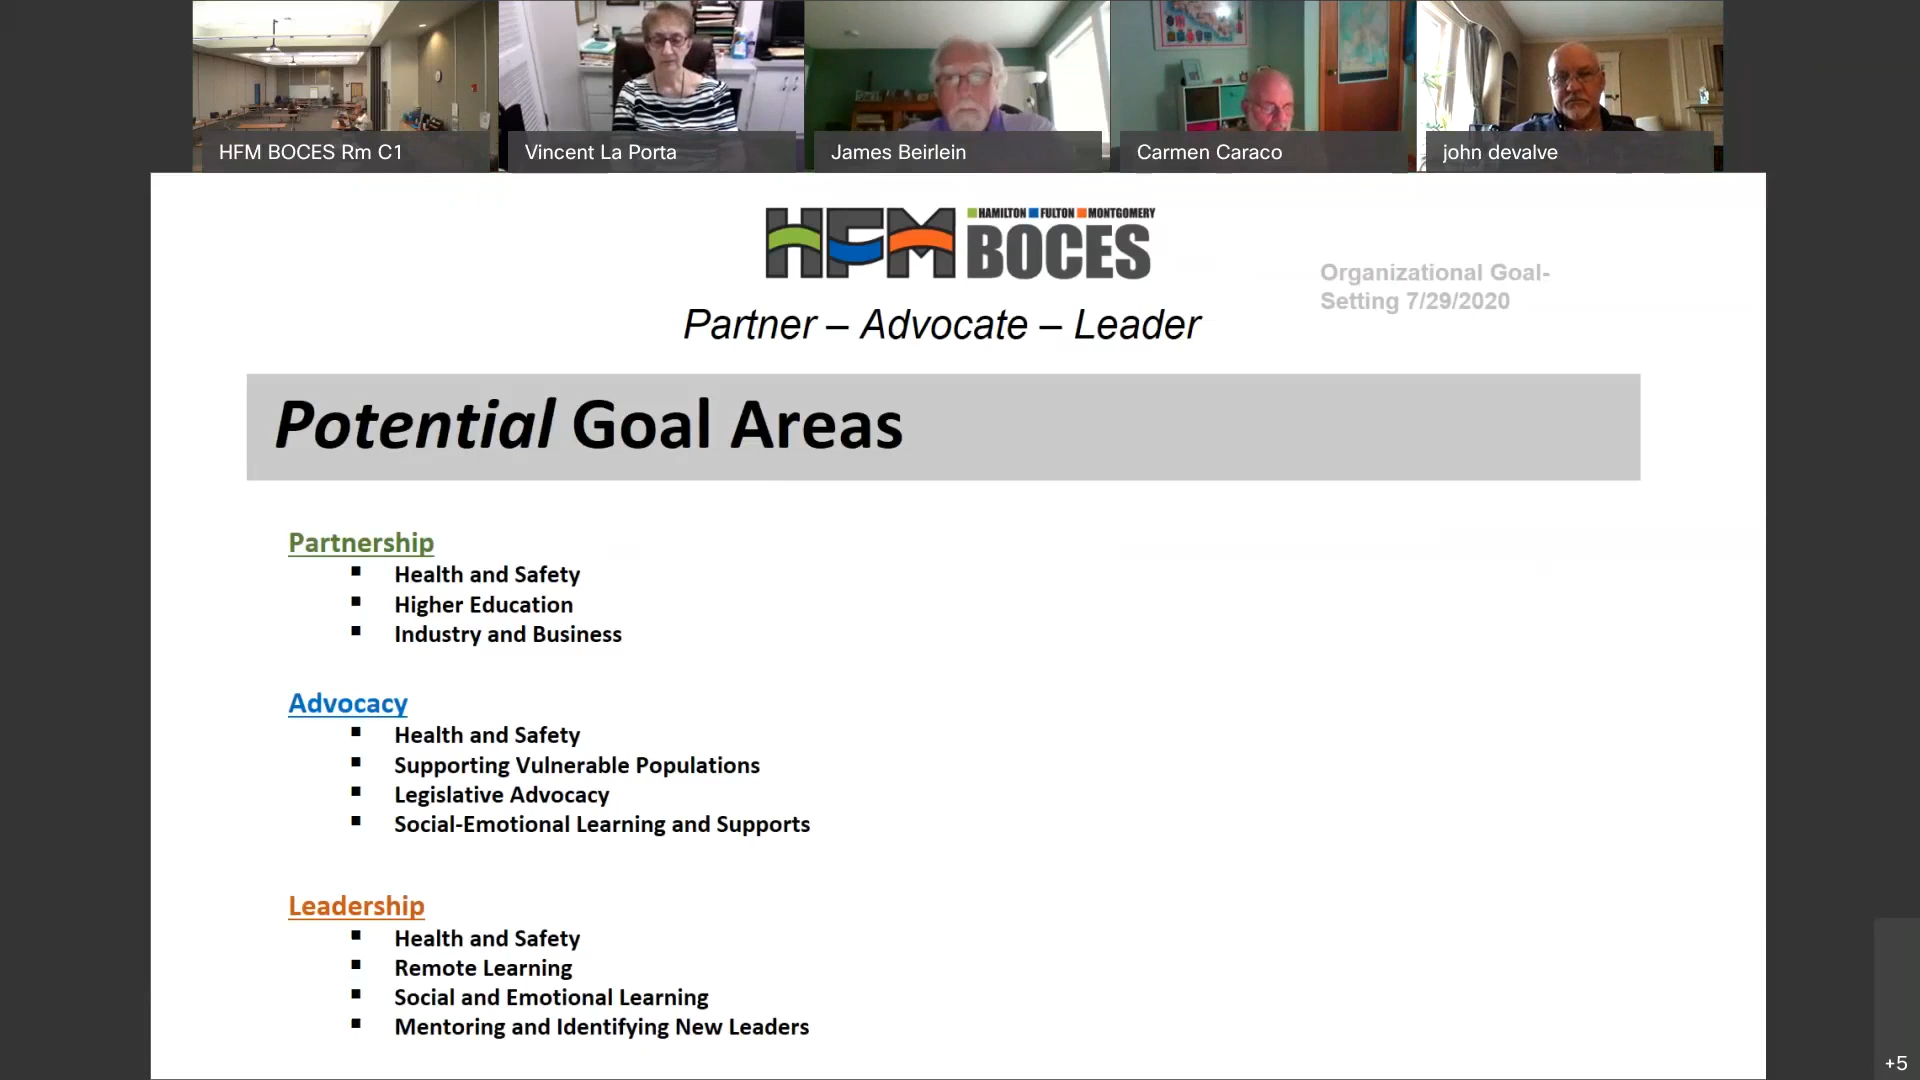 HFM BOCES Rm C1
Vincent La Porta
James Beirlein
Carmen Caraco
john devalve
HFM
HAMILTON FULTON MONTGOMERY
BOCES
Partner – Advocate – Leader
Organizational Goal-
Setting 7/29/2020
Potential Goal Areas
Partnership
▪ Health and Safety
▪ Higher Education
▪ Industry and Business
Advocacy
▪ Health and Safety
▪ Supporting Vulnerable Populations
▪ Legislative Advocacy
▪ Social-Emotional Learning and Supports
Leadership
▪ Health and Safety
▪ Remote Learning
▪ Social and Emotional Learning
▪ Mentoring and Identifying New Leaders
+5